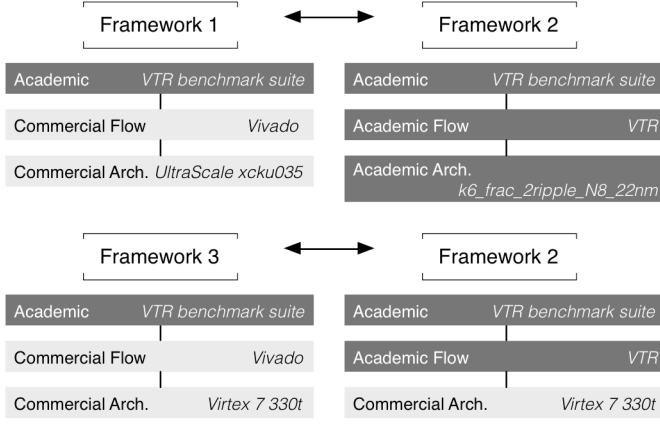 Framework 1
Framework 2
Academic VTR benchmark suite
Academic VTR benchmark suite
Commercial Flow Vivado
Academic Flow VTR
Commercial Arch. UltraScale xcku035
Academic Arch.
k6_frac_2ripple_N8_22nm
Framework 3
Framework 2
Academic VTR benchmark suite
Academic VTR benchmark suite
Commercial Flow Vivado
Academic Flow VTR
Commercial Arch. Virtex 7 330t
Commercial Arch. Virtex 7 330t